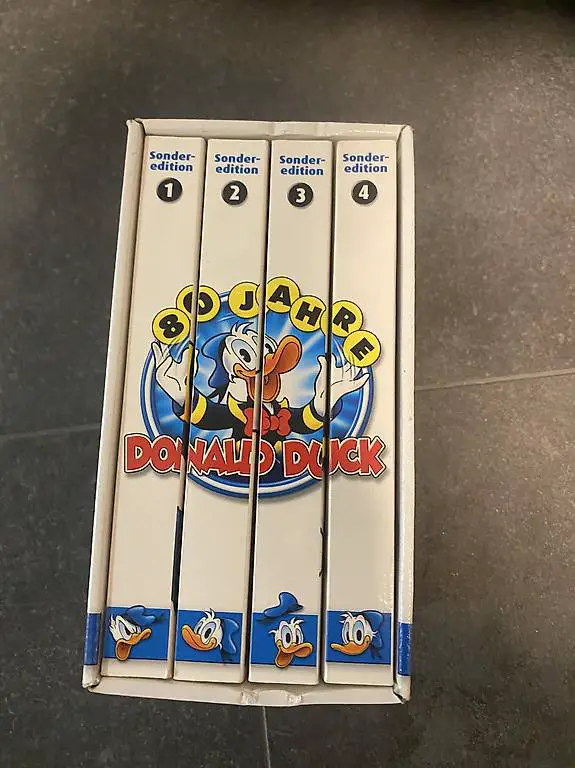 Sonder-
edition
1
Sonder-
edition
2
Sonder-
edition
3
Sonder-
edition
4
80 JAHRE
DONALD DUCK